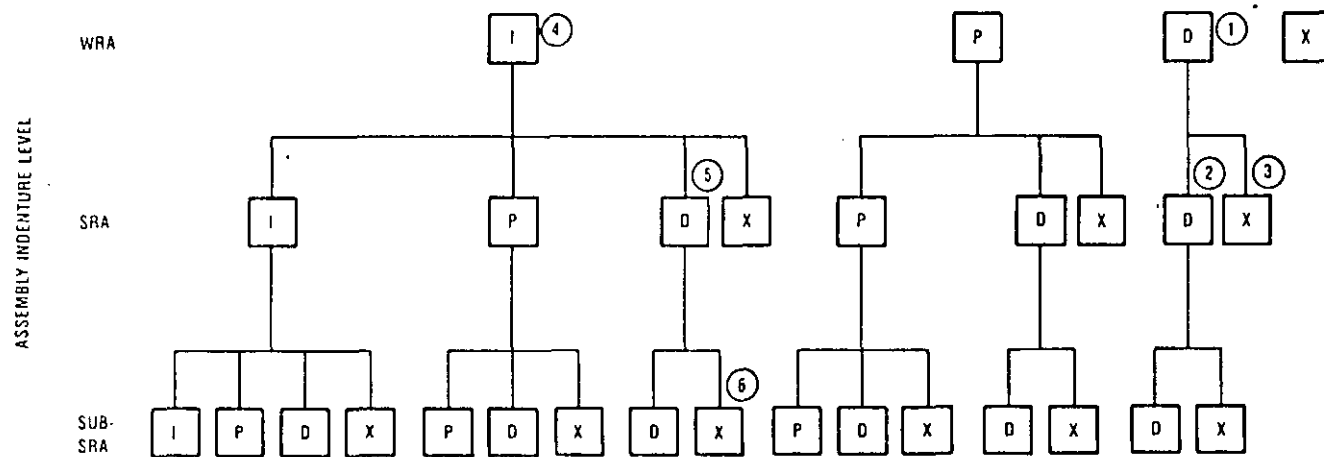 WRA
I
4
P
D
1
X
ASSEMBLY INDENTURE LEVEL
5
2
3
SRA
I
P
D
X
P
D
X
D
X
6
SUB-
SRA
I
P
D
X
P
D
X
D
X
P
D
X
D
X
D
X